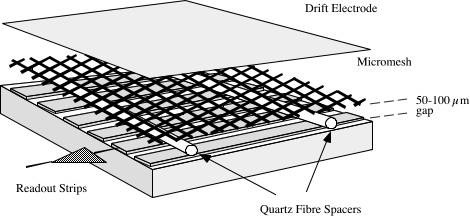 Drift Electrode
Micromesh
50-100 µm
gap
Readout Strips
Quartz Fibre Spacers